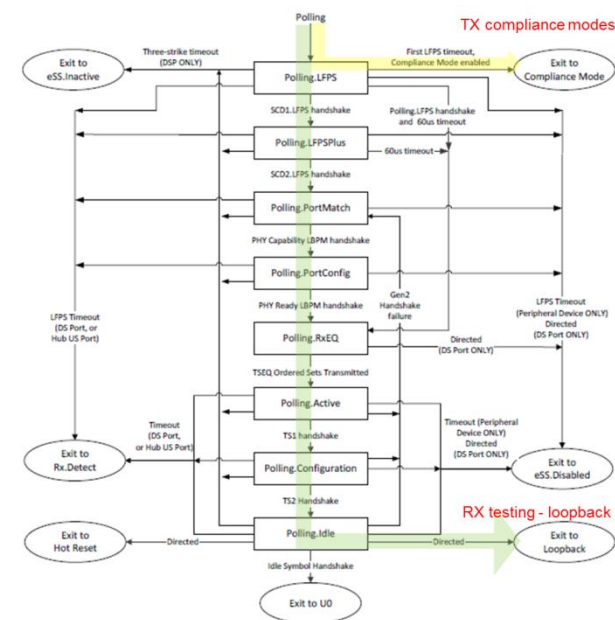 Polling
TX compliance modes
Exit to
eSS.Inactive
Three-strike timeout
(DSP ONLY)
First LFPS timeout,
Compliance Mode enabled
Exit to
Compliance Mode
Polling.LFPS
SCD1.LFPS handshake
Polling.LFPS handshake
and 60us timeout
Polling.LFPSPlus
60us timeout
SCD2.LFPS handshake
Polling.PortMatch
PHY Capability LBPM handshake
Polling.PortConfig
Gen2
Handshake
failure
PHY Ready LBPM handshake
LFPS Timeout
(DS Port, or
Hub US Port)
LFPS Timeout
(Peripheral Device ONLY)
Directed
(DS Port ONLY)
Polling.RxEQ
Directed
(DS Port ONLY)
TSEQ Ordered Sets Transmitted
Polling.Active
Timeout
(DS Port,
or Hub US Port)
TS1 handshake
Timeout (Peripheral
Device ONLY)
Directed
(DS Port ONLY)
Exit to
Rx.Detect
Polling.Configuration
Exit to
eSS.Disabled
TS2 Handshake
RX testing - loopback
Exit to
Hot Reset
Directed
Polling.Idle
Directed
Exit to
Loopback
Idle Symbol Handshake
Exit to U0